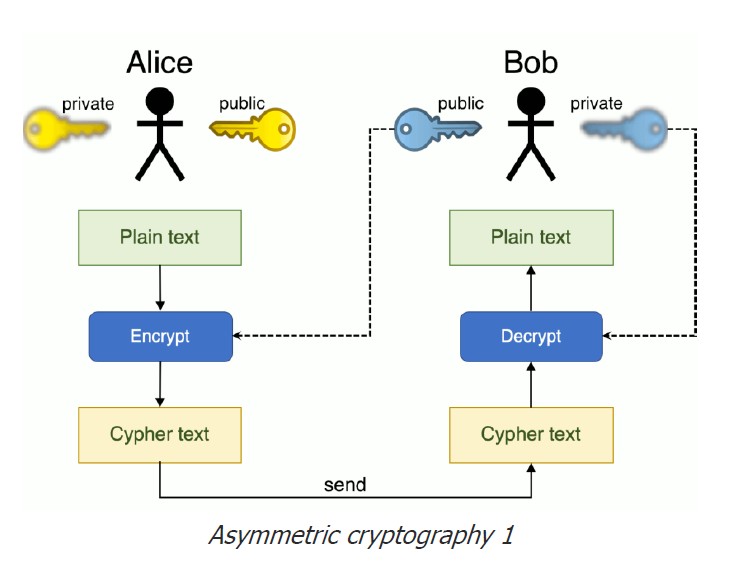 Alice
Bob
private
public
public
private
Plain text
Plain text
Encrypt
Decrypt
Cypher text
Cypher text
send
Asymmetric cryptography 1